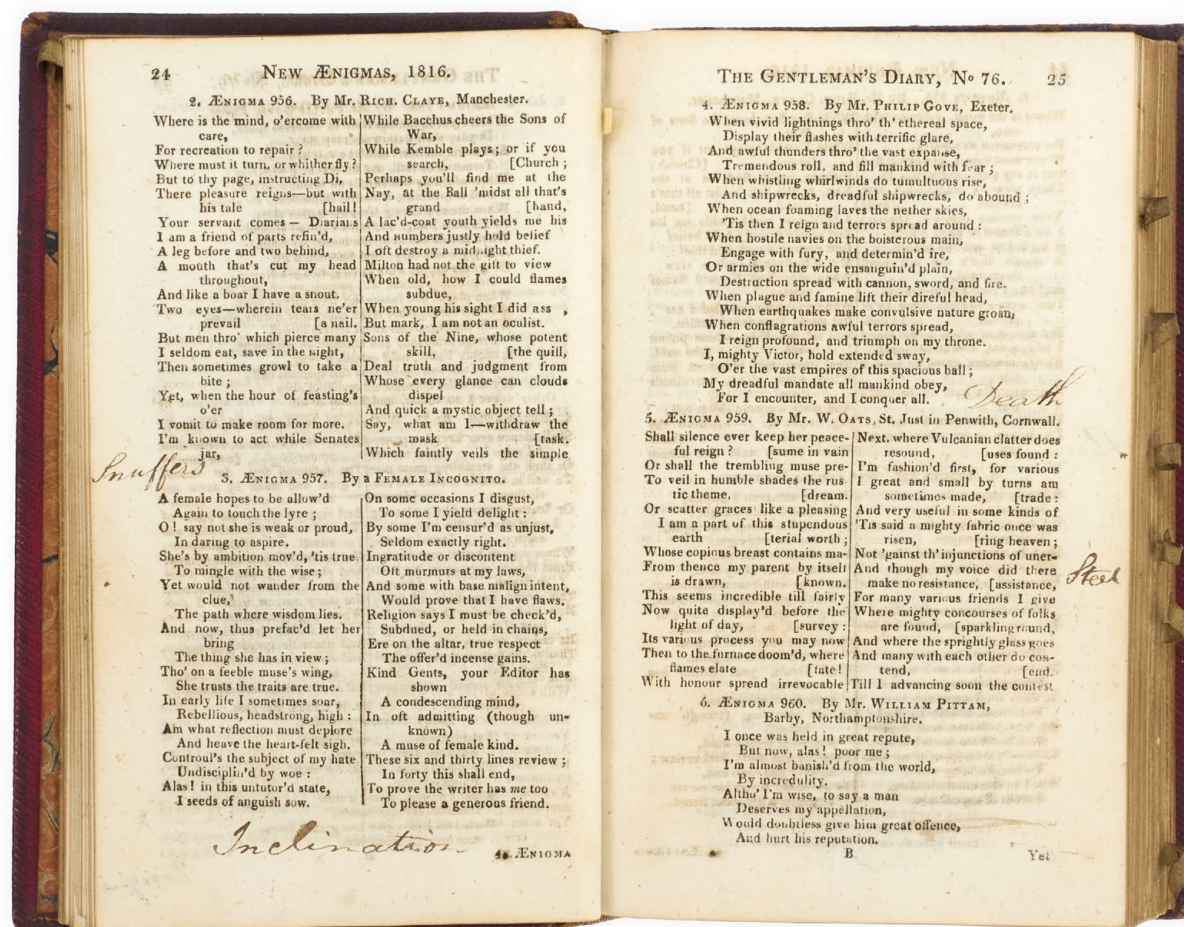 24 NEW ÆNIGMAS, 1816.
2. ÆNIGMA 956. By Mr. RICH. CLAYE, Manchester.
Where is the mind, o'ercome with
care,
For recreation to repair?
Where must it turn, or whither fly?
But to thy page, instructing Di,
There pleasure reigns—but with
his tale [hail!
Your servant comes — Diarians
I am a friend of parts refin'd,
A leg before and two behind,
A mouth that's cut my head
throughout,
And like a boar I have a snout.
Two eyes—wherein tears ne'er
prevail [a nail.
But men thro' which pierce many
I seldom eat, save in the night,
Then sometimes growl to take a
bite;
Yet, when the hour of feasting's
o'er
I vomit to make room for more.
I'm known to act while Senates
jar,
While Bacchus cheers the Sons of
War,
While Kemble plays; or if you
search, [Church;
Perhaps you'll find me at the
Nay, at the Ball 'midst all that's
grand [hand,
A lac'd-coat youth yields me his
And numbers justly hold belief
I oft destroy a midnight thief.
Milton had not the gift to view
When old, how I could flames
subdue,
When young his sight I did ass ,
But mark, I am not an oculist.
Sons of the Nine, whose potent
skill, [the quill,
Deal truth and judgment from
Whose every glance can clouds
dispel
And quick a mystic object tell;
Say, what am I—withdraw the
mask [task.
Which faintly veils the simple
Snuffers
3. ÆNIGMA 957. By a FEMALE INCOGNITO.
A female hopes to be allow'd
Again to touch the lyre;
O! say not she is weak or proud,
In daring to aspire.
She's by ambition mov'd, 'tis true
To mingle with the wise;
Yet would not wander from the
clue,
The path where wisdom lies.
And now, thus prefac'd let her
bring
The thing she has in view;
Tho' on a feeble muse's wing,
She trusts the traits are true.
In early life I sometimes soar,
Rebellious, headstrong, high:
Am what reflection must deplore
And heave the heart-felt sigh.
Controul's the subject of my hate
Undisciplin'd by woe:
Alas! in this untutor'd state,
I seeds of anguish sow.
On some occasions I disgust,
To some I yield delight:
By some I'm censur'd as unjust,
Seldom exactly right.
Ingratitude or discontent
Oft murmurs at my laws,
And some with base malign intent,
Would prove that I have flaws.
Religion says I must be check'd,
Subdued, or held in chains,
Ere on the altar, true respect
The offer'd incense gains.
Kind Gents, your Editor has
shown
A condescending mind,
In oft admitting (though un-
known)
A muse of female kind.
These six and thirty lines review;
In forty this shall end,
To prove the writer has me too
To please a generous friend.
Inclination
4. ÆNIGMA
THE GENTLEMAN'S DIARY, No 76. 25
4. ÆNIGMA 958. By Mr. PHILIP GOVE, Exeter.
When vivid lightnings thro' th' ethereal space,
Display their flashes with terrific glare,
And awful thunders thro' the vast expanse,
Tremendous roll, and fill mankind with fear;
When whistling whirlwinds do tumultuous rise,
And shipwrecks, dreadful shipwrecks, do abound;
When ocean foaming laves the nether skies,
'Tis then I reign and terrors spread around:
When hostile navies on the boisterous main,
Engage with fury, and determin'd ire,
Or armies on the wide ensanguin'd plain,
Destruction spread with cannon, sword, and fire.
When plague and famine lift their direful head,
When earthquakes make convulsive nature groan,
When conflagrations awful terrors spread,
I reign profound, and triumph on my throne.
I, mighty Victor, hold extended sway,
O'er the vast empires of this spacious ball;
My dreadful mandate all mankind obey,
For I encounter, and I conquer all. Death
5. ÆNIGMA 959. By Mr. W. OATS, St. Just in Penwith, Cornwall.
Shall silence ever keep her peace-
ful reign? [sume in vain
Or shall the trembling muse pre-
To veil in humble shades the rus-
tic theme, [dream.
Or scatter graces like a pleasing
I am a part of this stupendous
earth [terial worth;
Whose copious breast contains ma-
From thence my parent by itself
is drawn, [known.
This seems incredible till fairly
Now quite display'd before the
light of day, [survey:
Its various process you may now
Then to the furnace doom'd, where
flames elate [fate!
With honour spread irrevocable
Next, where Vulcanian clatter does
resound, [uses found:
I'm fashion'd first, for various
I great and small by turns am
sometimes made, [trade:
And very useful in some kinds of
'Tis said a mighty fabric once was
risen, [ring heaven;
Not 'gainst th' injunctions of uner-
And though my voice did there
make no resistance, [assistance,
For many various friends I give
Where mighty concourses of folks
are found, [sparkling round,
And where the sprightly glass goes
And many with each other do con-
tend, [end.
Till I advancing soon the contest
Steel
6. ÆNIGMA 960. By Mr. WILLIAM PITTAM,
Barby, Northamptonshire.
I once was held in great repute,
But now, alas! poor me;
I'm almost banish'd from the world,
By incredulity.
Altho' I'm wise, to say a man
Deserves my appellation,
Would doubtless give him great offence,
And hurt his reputation.
B Yet